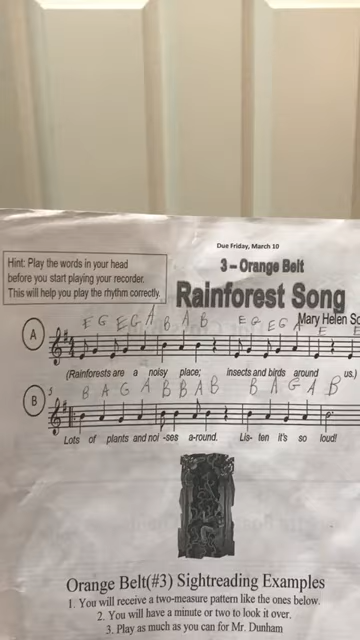 Due Friday, March 10
Hint: Play the words in your head
before you start playing your recorder.
This will help you play the rhythm correctly.
3 – Orange Belt
Rainforest Song
Mary Helen So
A
E G E G A B A B E G E G A E E
(Rainforests are a noisy place; insects and birds around us.)
B
5
B A G A B B A B B A G A B
Lots of plants and noi -ses a-round. Lis- ten it's so loud!
Orange Belt(#3) Sightreading Examples
1. You will receive a two-measure pattern like the ones below.
2. You will have a minute or two to look it over.
3. Play as much as you can for Mr. Dunham